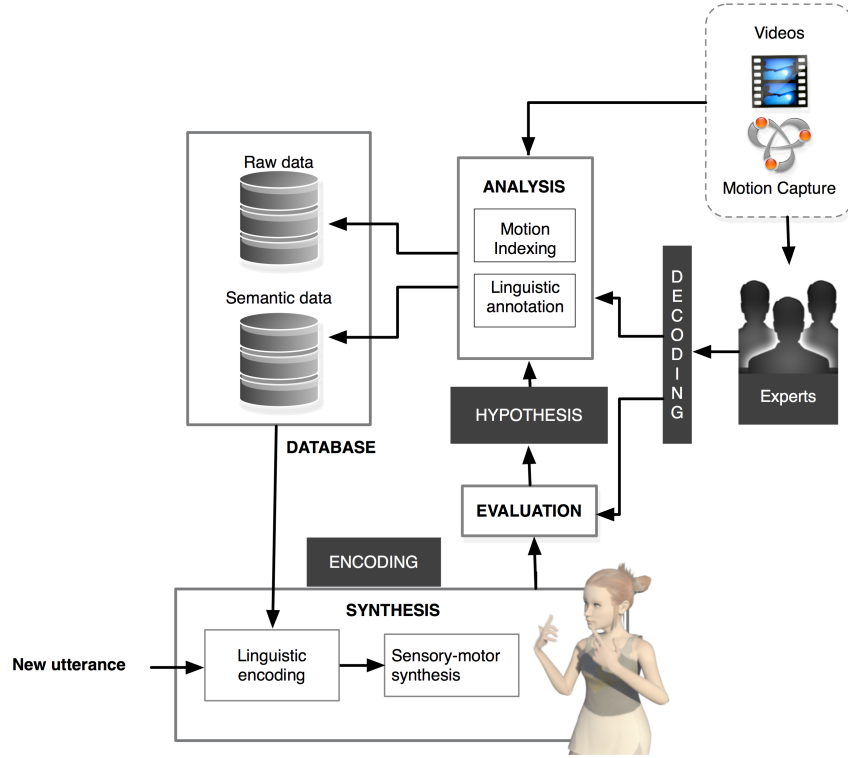 Videos
Motion Capture
Raw data
Semantic data
DATABASE
ANALYSIS
Motion
Indexing
Linguistic
annotation
DECODING
Experts
HYPOTHESIS
EVALUATION
ENCODING
SYNTHESIS
New utterance
Linguistic
encoding
Sensory-motor
synthesis